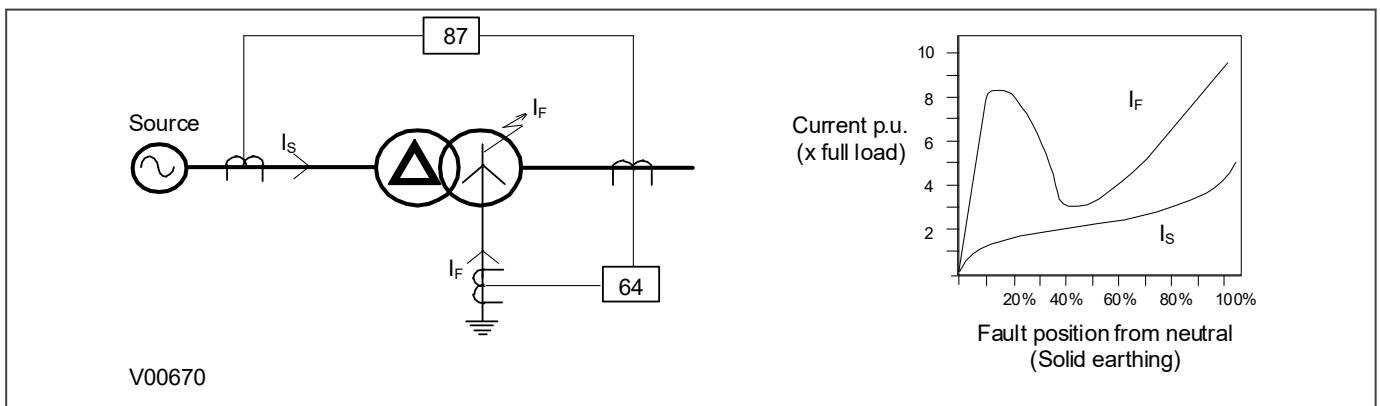 87
Source
I_S
I_F
I_F
64
V00670
Current p.u.
(x full load)
10
8
6
4
2
I_F
I_S
20% 40% 60% 80% 100%
Fault position from neutral
(Solid earthing)